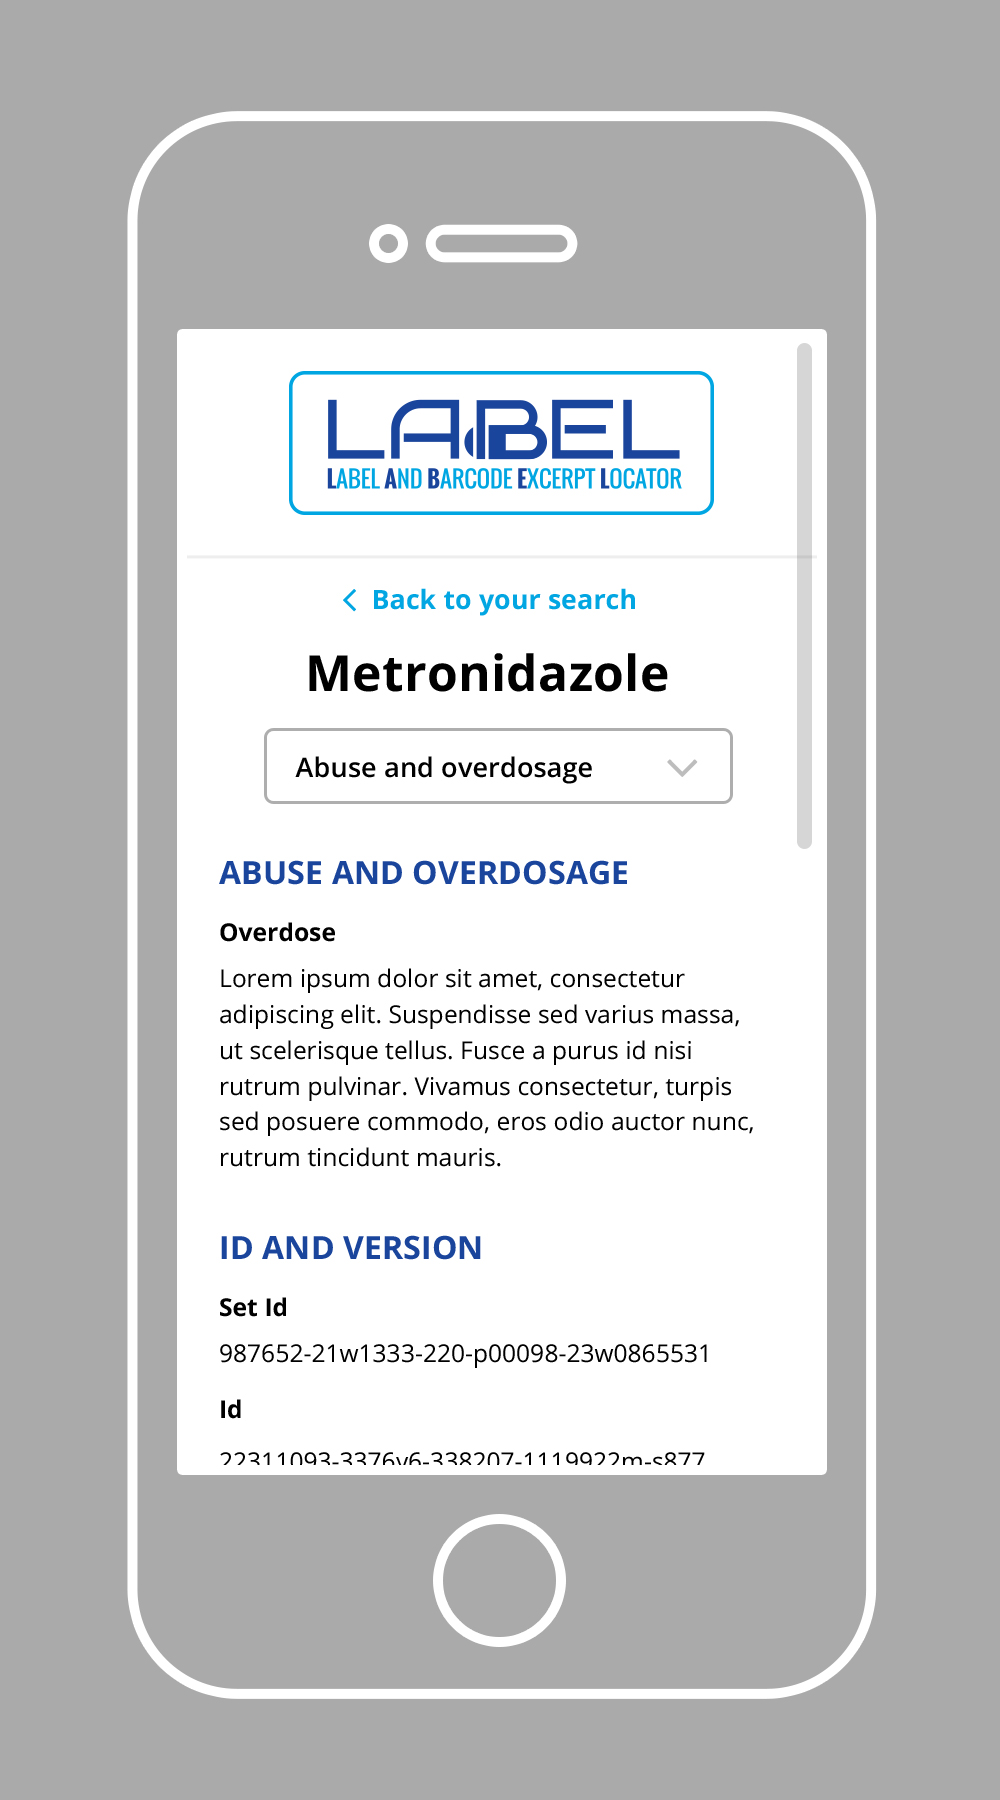 LABEL
LABEL AND BARCODE EXCERPT LOCATOR
Back to your search
Metronidazole
Abuse and overdosage
ABUSE AND OVERDOSAGE
Overdose
Lorem ipsum dolor sit amet, consectetur
adipiscing elit. Suspendisse sed varius massa,
ut scelerisque tellus. Fusce a purus id nisi
rutrum pulvinar. Vivamus consectetur, turpis
sed posuere commodo, eros odio auctor nunc,
rutrum tincidunt mauris.
ID AND VERSION
Set Id
987652-21w1333-220-p00098-23w0865531
Id
22311093-3376v6-338207-1119922m-s877